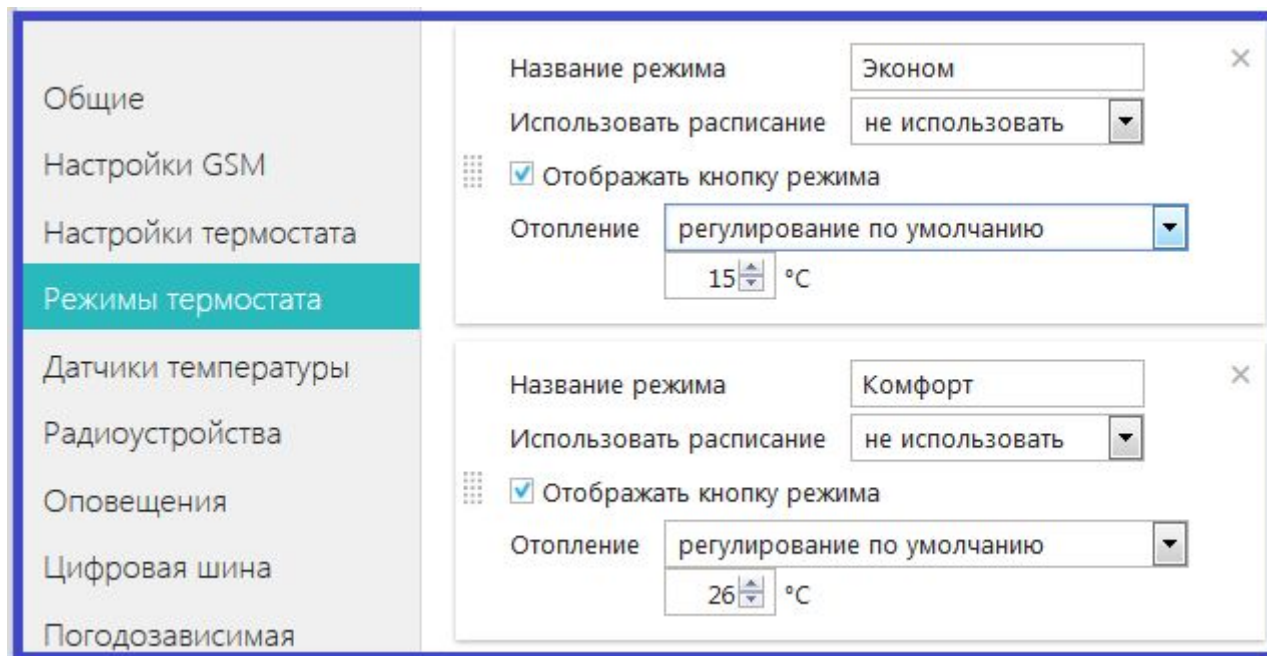 Общие
Настройки GSM
Настройки термостата
Режимы термостата
Датчики температуры
Радиоустройства
Оповещения
Цифровая шина
Погодозависимая
Название режима Эконом
Использовать расписание не использовать
Отображать кнопку режима
Отопление регулирование по умолчанию
15 °C
Название режима Комфорт
Использовать расписание не использовать
Отображать кнопку режима
Отопление регулирование по умолчанию
26 °C